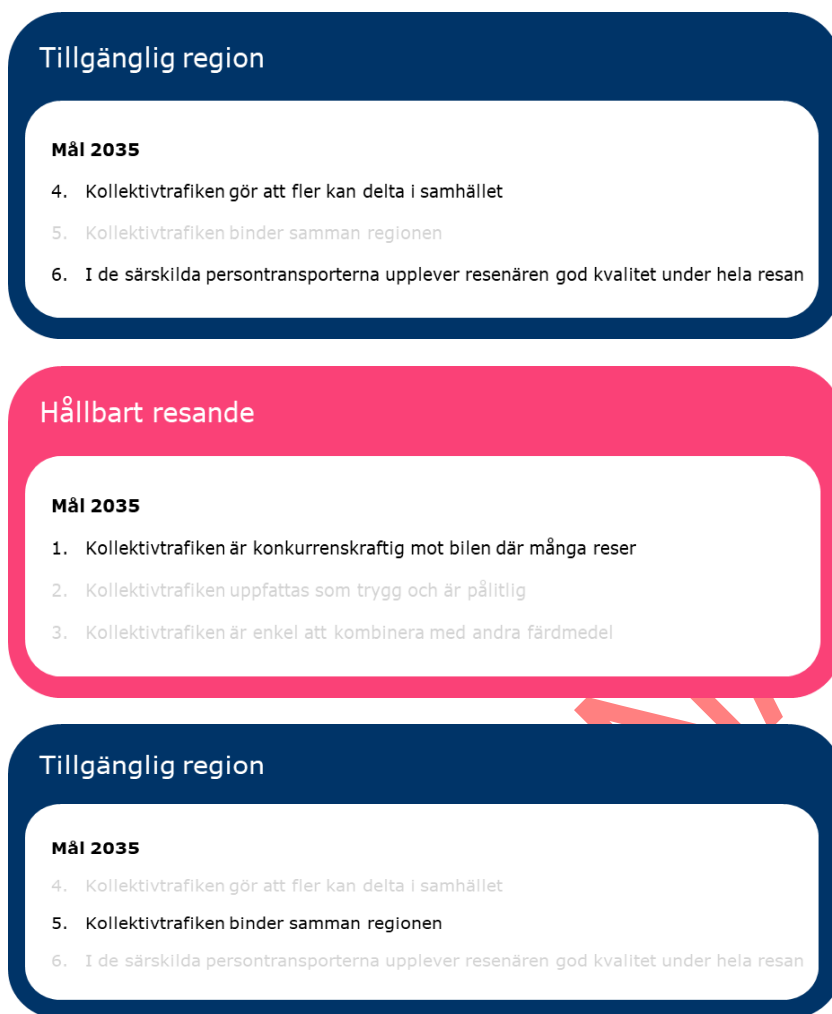 Tillgänglig region
Mål 2035
4. Kollektivtrafiken gör att fler kan delta i samhället
5. Kollektivtrafiken binder samman regionen
6. I de särskilda persontransporterna upplever resenären god kvalitet under hela resan
Hållbart resande
Mål 2035
1. Kollektivtrafiken är konkurrenskraftig mot bilen där många reser
2. Kollektivtrafiken uppfattas som trygg och är pålitlig
3. Kollektivtrafiken är enkel att kombinera med andra färdmedel
Tillgänglig region
Mål 2035
4. Kollektivtrafiken gör att fler kan delta i samhället
5. Kollektivtrafiken binder samman regionen
6. I de särskilda persontransporterna upplever resenären god kvalitet under hela resan